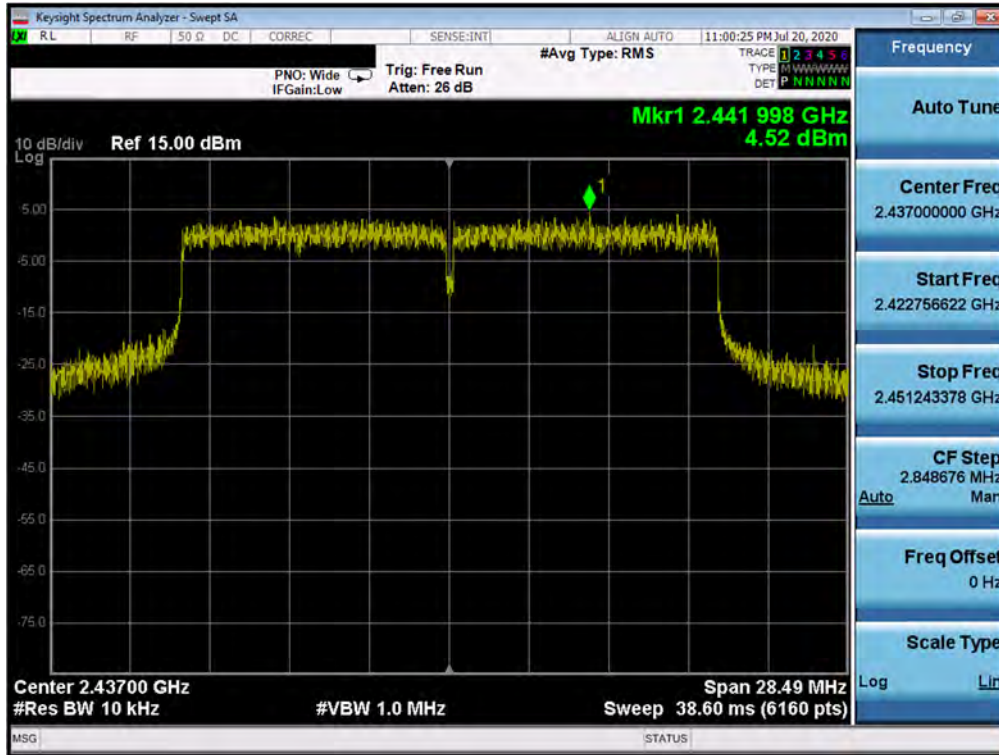 Keysight Spectrum Analyzer - Swept SA
LXI RL RF 50 Ω DC CORREC SENSE:INT ALIGN AUTO 11:00:25 PM Jul 20, 2020
PNO: Wide
IFGain:Low
Trig: Free Run
Atten: 26 dB
#Avg Type: RMS
TRACE 1 2 3 4 5 6
TYPE M W W W W W
DET P N N N N N
Mkr1 2.441 998 GHz
4.52 dBm
10 dB/div Ref 15.00 dBm
Log
1
5.00
-5.00
-15.0
-25.0
-35.0
-45.0
-55.0
-65.0
-75.0
Center 2.43700 GHz Span 28.49 MHz
#Res BW 10 kHz #VBW 1.0 MHz Sweep 38.60 ms (6160 pts)
MSG STATUS
Frequency
Auto Tune
Center Freq
2.437000000 GHz
Start Freq
2.422756622 GHz
Stop Freq
2.451243378 GHz
CF Step
2.848676 MHz
Auto Man
Freq Offset
0 Hz
Scale Type
Log Lin